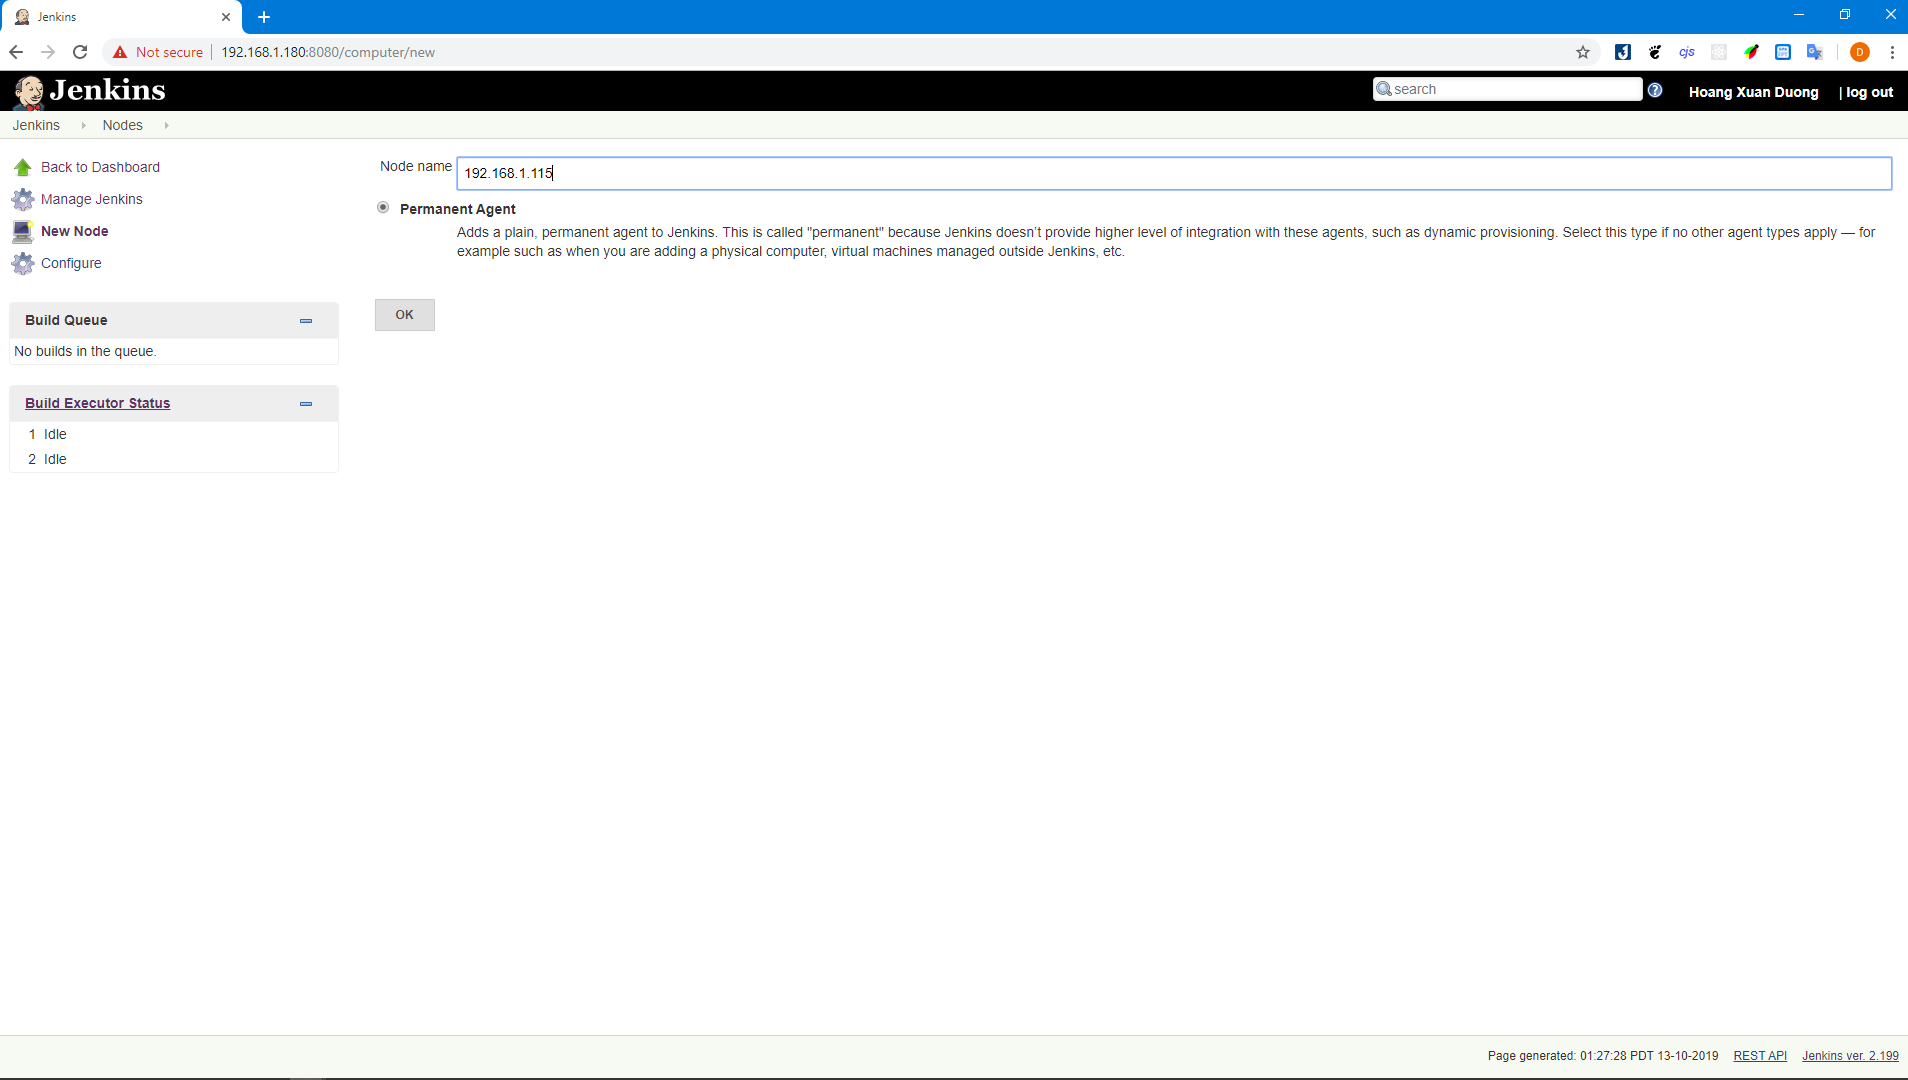 Jenkins
Not secure
192.168.1.180:8080/computer/new
cjs
D
Jenkins
search
Hoang Xuan Duong
| log out
Jenkins
Nodes
Back to Dashboard
Manage Jenkins
New Node
Configure
Build Queue
No builds in the queue.
Build Executor Status
1 Idle
2 Idle
Node name
192.168.1.115
Permanent Agent
Adds a plain, permanent agent to Jenkins. This is called "permanent" because Jenkins doesn't provide higher level of integration with these agents, such as dynamic provisioning. Select this type if no other agent types apply — for
example such as when you are adding a physical computer, virtual machines managed outside Jenkins, etc.
OK
Page generated: 01:27:28 PDT 13-10-2019
REST API
Jenkins ver. 2.199